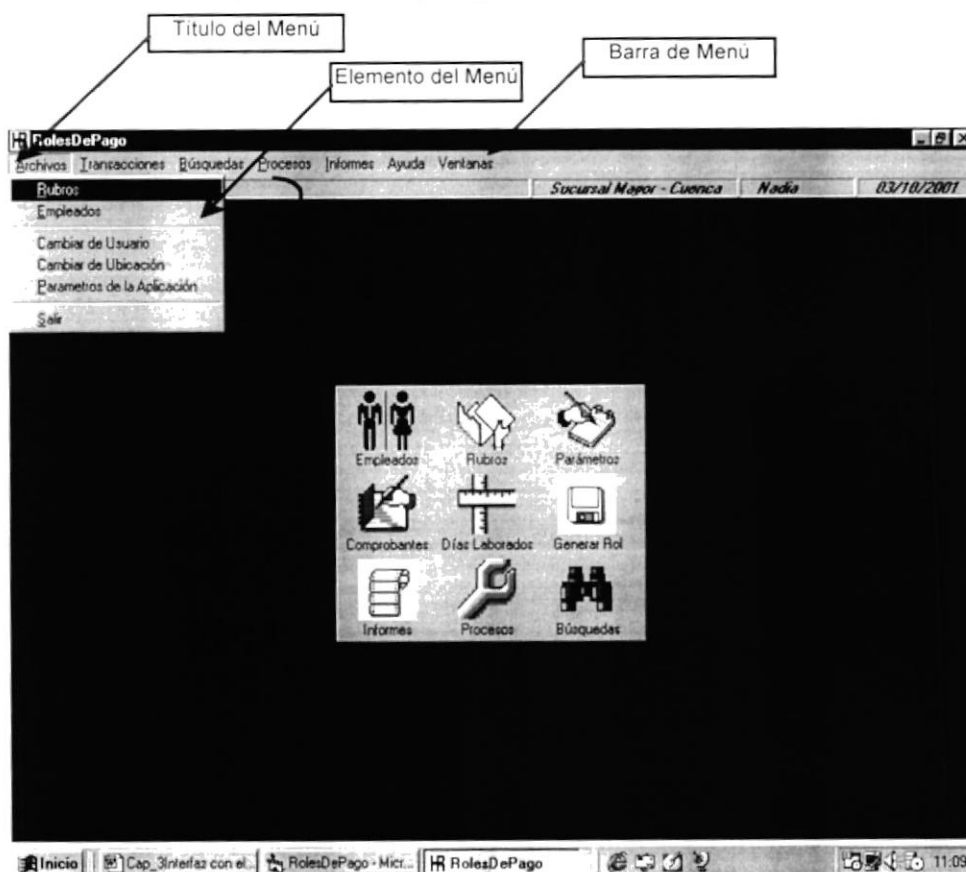 Título del Menú
Barra de Menú
Elemento del Menú
RolesDePago
Archivos Transacciones Búsquedas Procesos Informes Ayuda Ventanas
Rubros
Sucursal Mayor - Cuenca Nadia 03/10/2001
Empleados
Cambiar de Usuario
Cambiar de Ubicación
Parametros de la Aplicación
Salir
Empleados Rubros Parámetros
Comprobantes Días Laborados Generar Rol
Informes Procesos Búsquedas
Inicio Cap_3Interfaz con el... RolesDePago - Micr... RolesDePago 11:09